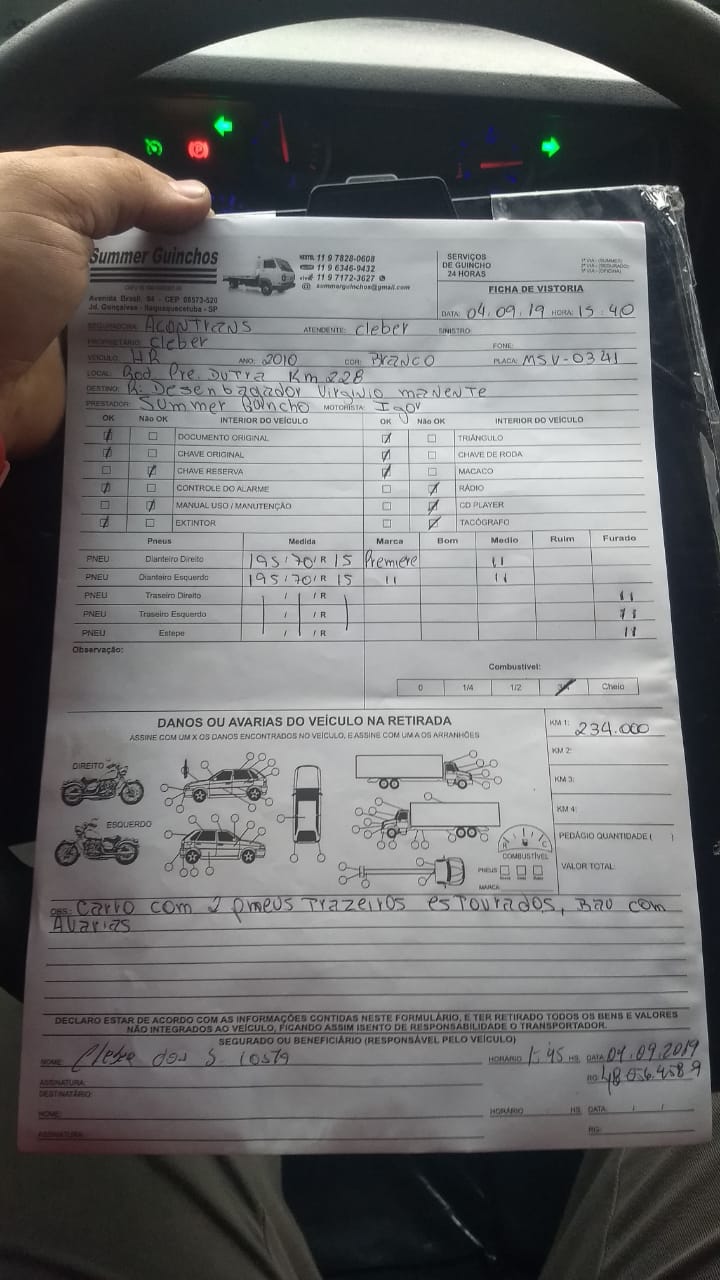 Summer Guinchos
11 9 7828-0608
11 9 6346-9432
11 9 7172-3627
@ summerguinchos@gmail.com
Avenida Brasil, 94 - CEP 08573-520
Jd. Gonçalves - Itaquaquecetuba - SP
SERVIÇOS
DE GUINCHO
24 HORAS
FICHA DE VISTORIA
DATA: 04.09.19 HORA: 15:40
SEGURADORA: Acontrans ATENDENTE: cleber SINISTRO:
PROPRIETÁRIO: Cleber FONE:
VEÍCULO: HR ANO: 2010 COR: Branco PLACA: MSV-0341
LOCAL: Rod Pre. Dutra Km 228
DESTINO: R: Desenbagador Virginio manente
PRESTADOR: Summer Guincho MOTORISTA: Igor
OK Não OK INTERIOR DO VEÍCULO OK Não OK INTERIOR DO VEÍCULO
DOCUMENTO ORIGINAL TRIÂNGULO
CHAVE ORIGINAL CHAVE DE RODA
CHAVE RESERVA MACACO
CONTROLE DO ALARME RÁDIO
MANUAL USO / MANUTENÇÃO CD PLAYER
EXTINTOR TACÓGRAFO
Pneus Medida Marca Bom Medio Ruim Furado
PNEU Dianteiro Direito 195/70/R 15 Premiere 11
PNEU Dianteiro Esquerdo 195/70/R 15 11 11
PNEU Traseiro Direito / / R 11
PNEU Traseiro Esquerdo / / R 11
PNEU Estepe / / R 11
Observação:
Combustível:
0 1/4 1/2 3/4 Cheio
DANOS OU AVARIAS DO VEÍCULO NA RETIRADA
ASSINE COM UM X OS DANOS ENCONTRADOS NO VEÍCULO, E ASSINE COM UM A OS ARRANHÕES
KM 1: 234.000
KM 2:
KM 3:
KM 4:
PEDÁGIO QUANTIDADE ( )
VALOR TOTAL:
DIREITO
ESQUERDO
COMBUSTÍVEL
PNEUS
MARCA:
OBS: Carro com 2 pneus trazeiros estourados, Bau com
Avarias
DECLARO ESTAR DE ACORDO COM AS INFORMAÇÕES CONTIDAS NESTE FORMULÁRIO, E TER RETIRADO TODOS OS BENS E VALORES
NÃO INTEGRADOS AO VEÍCULO, FICANDO ASSIM ISENTO DE RESPONSABILIDADE O TRANSPORTADOR.
SEGURADO OU BENEFICIÁRIO (RESPONSÁVEL PELO VEÍCULO)
NOME: dos S. Costa HORÁRIO HS. DATA: 04.09.2019
ASSINATURA: RG: 48.056.458 9
DESTINATÁRIO:
NOME: HORÁRIO HS. DATA: / /
ASSINATURA: RG: